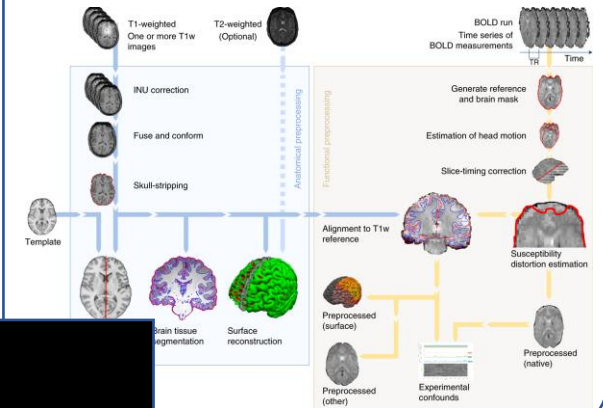 T1-weighted
One or more T1w
images
T2-weighted
(Optional)
BOLD run
Time series of
BOLD measurements
TR
Time
INU correction
Fuse and conform
Skull-stripping
Template
Brain tissue
segmentation
Surface
reconstruction
Anatomical preprocessing
Functional preprocessing
Generate reference
and brain mask
Estimation of head motion
Slice-timing correction
Alignment to T1w
reference
Susceptibility
distortion estimation
Preprocessed
(surface)
Preprocessed
(other)
Experimental
confounds
Preprocessed
(native)